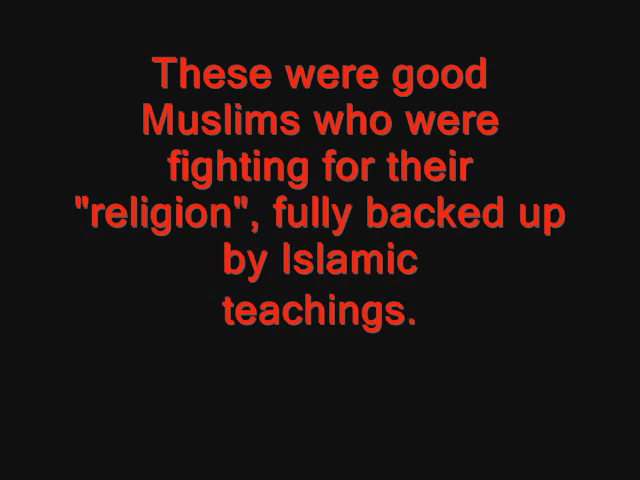 These were good
Muslims who were
fighting for their
"religion", fully backed up
by Islamic
teachings.